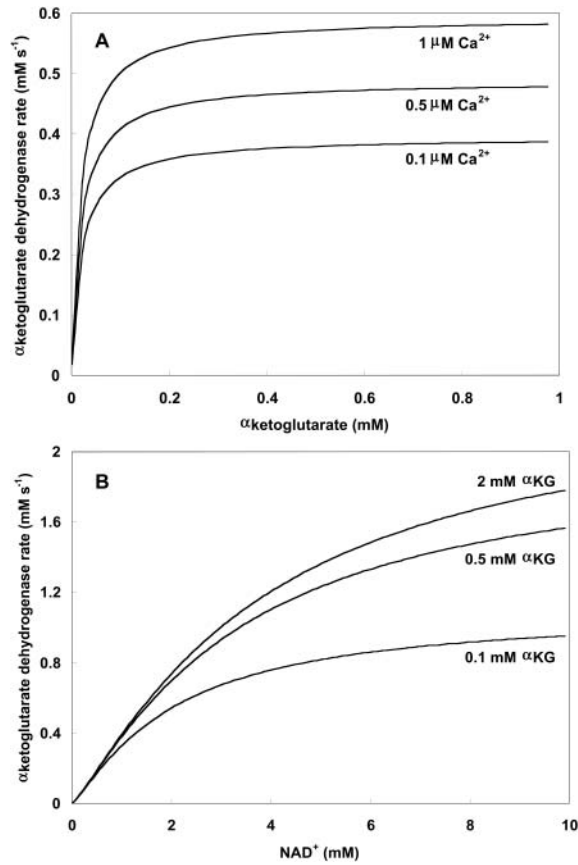 A
αketoglutarate dehydrogenase rate (mM s⁻¹)
0.6
0.5
0.4
0.3
0.2
0.1
0
1 μM Ca²⁺
0.5 μM Ca²⁺
0.1 μM Ca²⁺
0 0.2 0.4 0.6 0.8 1
αketoglutarate (mM)
B
αketoglutarate dehydrogenase rate (mM s⁻¹)
2
1.6
1.2
0.8
0.4
0
2 mM αKG
0.5 mM αKG
0.1 mM αKG
0 2 4 6 8 10
NAD⁺ (mM)